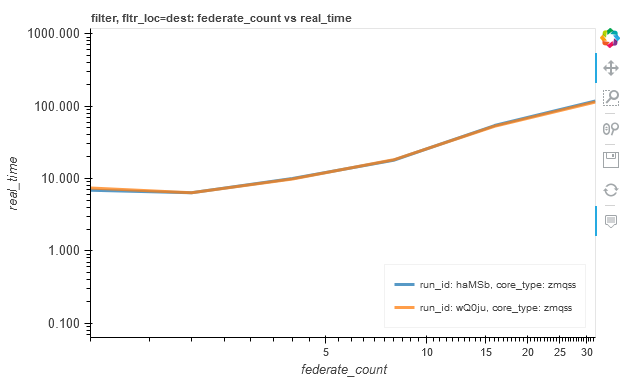 filter, fltr_loc=dest: federate_count vs real_time
1000.000
100.000
10.000
1.000
0.100
real_time
run_id: haMSb, core_type: zmqss
run_id: wQ0ju, core_type: zmqss
5
10
15
20
25
30
federate_count